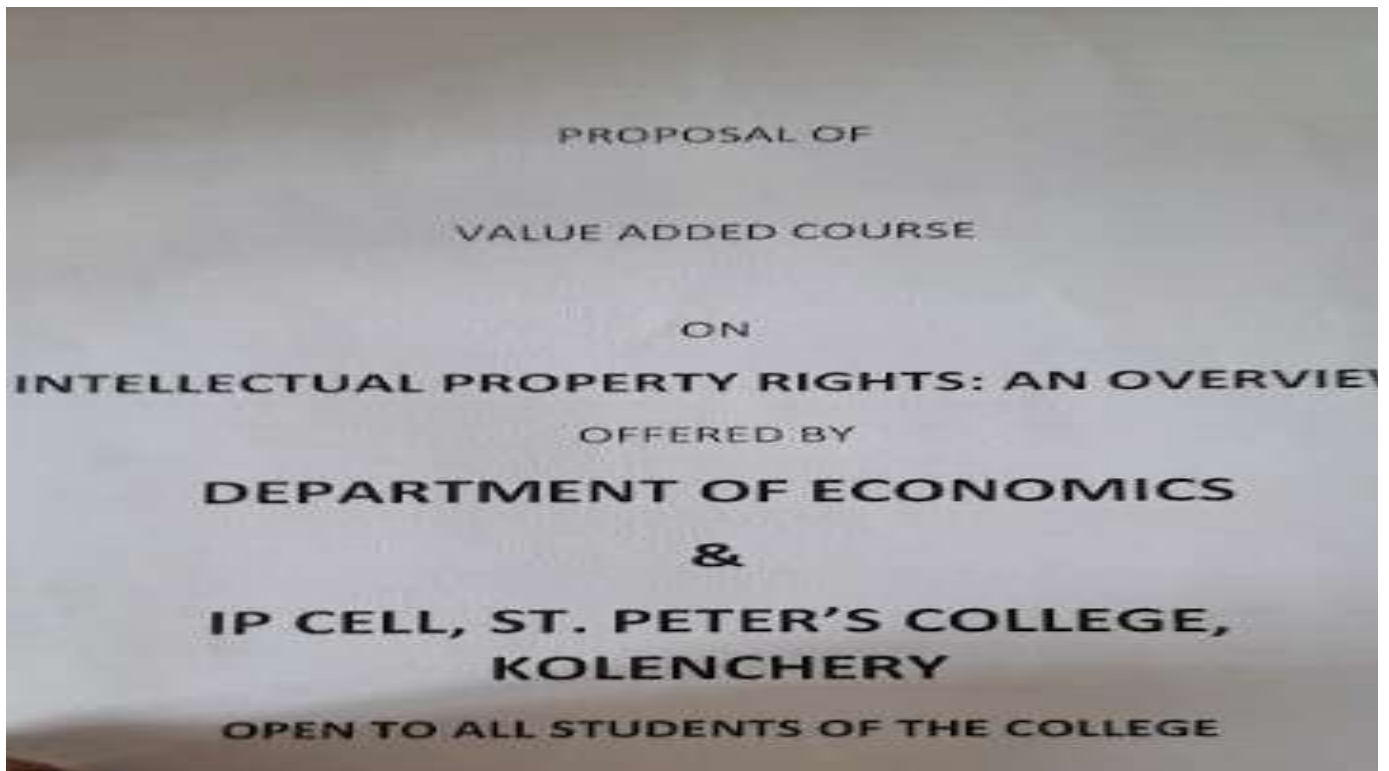 PROPOSAL OF
VALUE ADDED COURSE
ON
INTELLECTUAL PROPERTY RIGHTS: AN OVERVIEW
OFFERED BY
DEPARTMENT OF ECONOMICS
&
IP CELL, ST. PETER'S COLLEGE,
KOLENCHERY
OPEN TO ALL STUDENTS OF THE COLLEGE